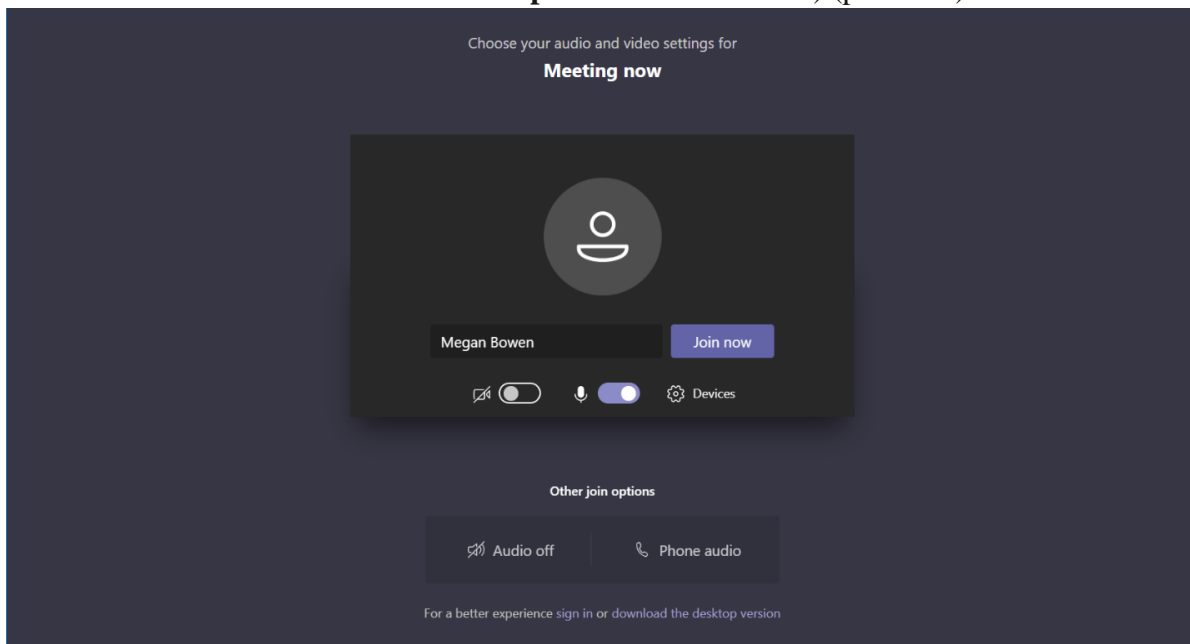 Choose your audio and video settings for
Meeting now
Megan Bowen
Join now
Devices
Other join options
Audio off
Phone audio
For a better experience sign in or download the desktop version